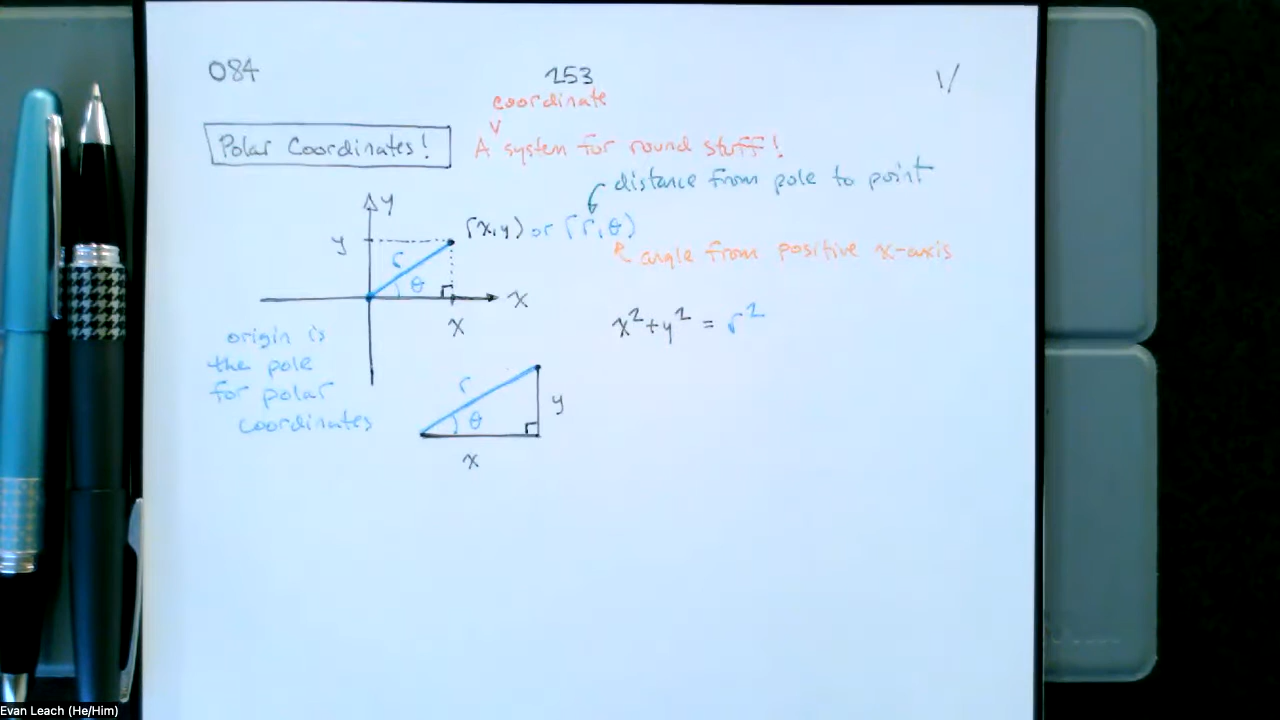 084 253 1/
coordinate
Polar Coordinates! A system for round stuff!
distance from pole to point
y
y (x,y) or (r,θ)
angle from positive x-axis
r
θ
x
x
x² + y² = r²
origin is
the pole
for polar
coordinates
r
θ
y
x
Evan Leach (He/Him)